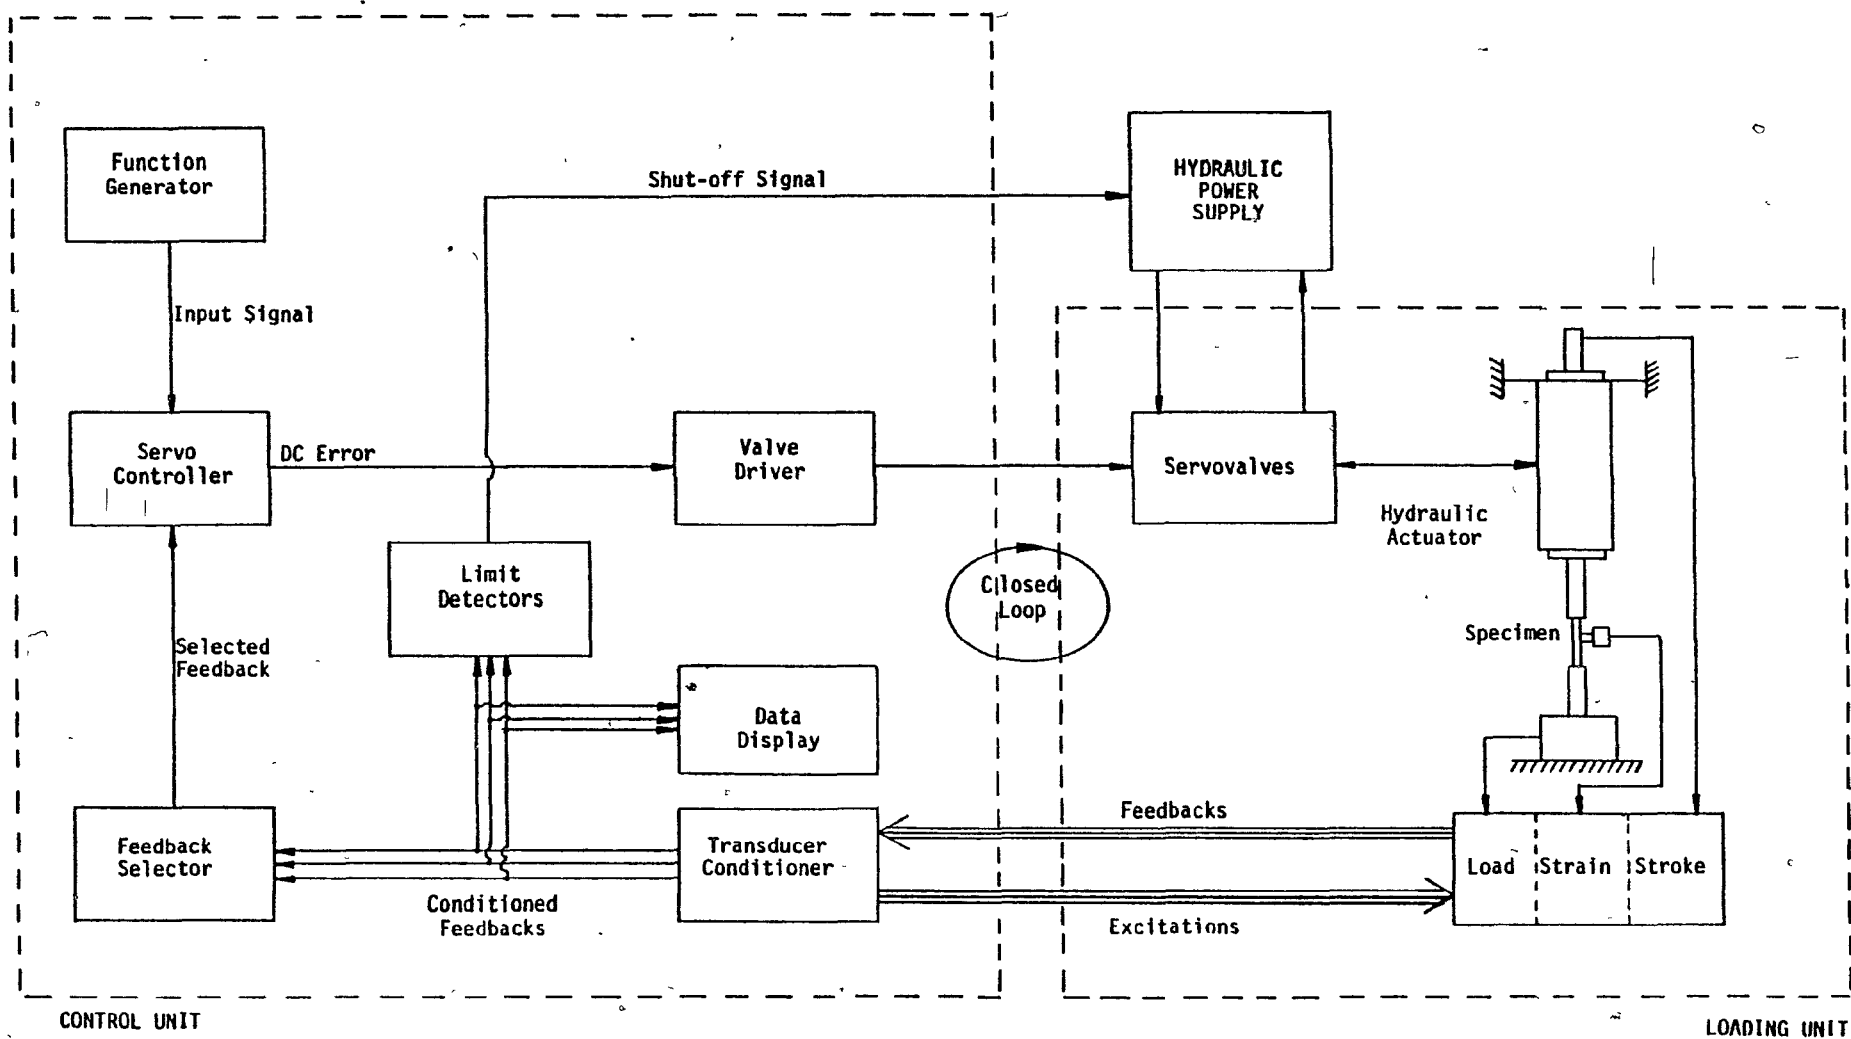 Function
Generator
Shut-off Signal
HYDRAULIC
POWER
SUPPLY
Input Signal
Servo
Controller
DC Error
Valve
Driver
Servovalves
Hydraulic
Actuator
Limit
Detectors
Closed
Loop
Selected
Feedback
Specimen
Data
Display
Feedback
Selector
Conditioned
Feedbacks
Transducer
Conditioner
Feedbacks
Excitations
Load Strain Stroke
CONTROL UNIT
LOADING UNIT